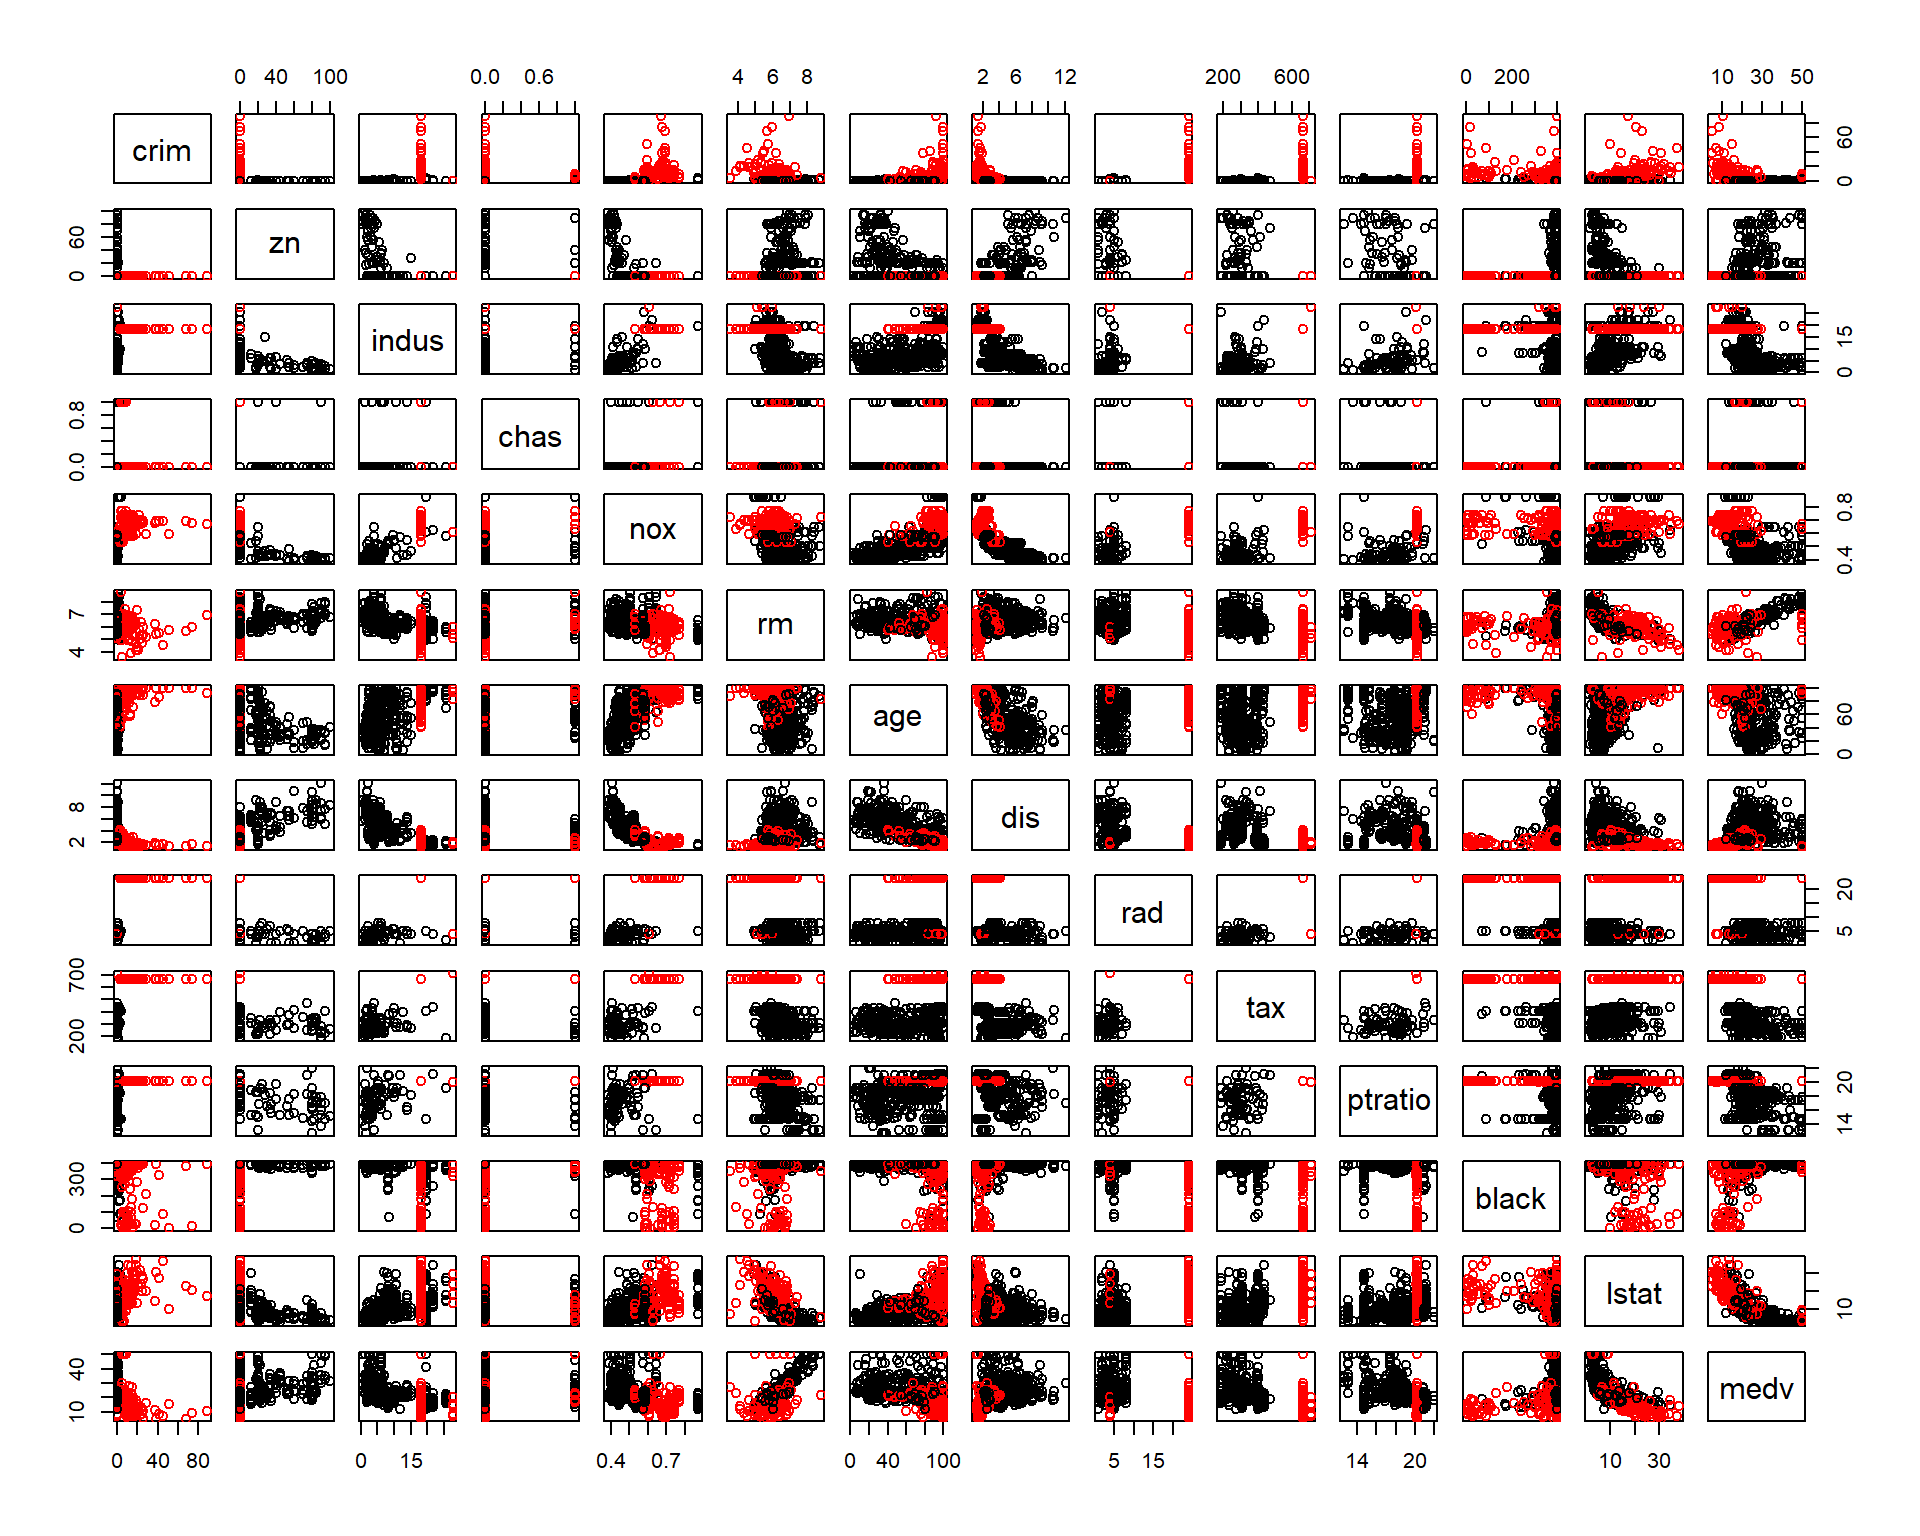 0 40 100 0.0 0.6 4 6 8 2 6 12 200 600 0 200 10 30 50
crim 0 60
0 60 zn
indus 0 15
0.0 0.8 chas
nox 0.4 0.8
4 7 rm
age 0 60
2 8 dis
rad 5 20
200 700 tax
ptratio 14 20
0 300 black
lstat 10
10 40 medv
0 40 80 0 15 0.4 0.7 0 40 100 5 15 14 20 10 30